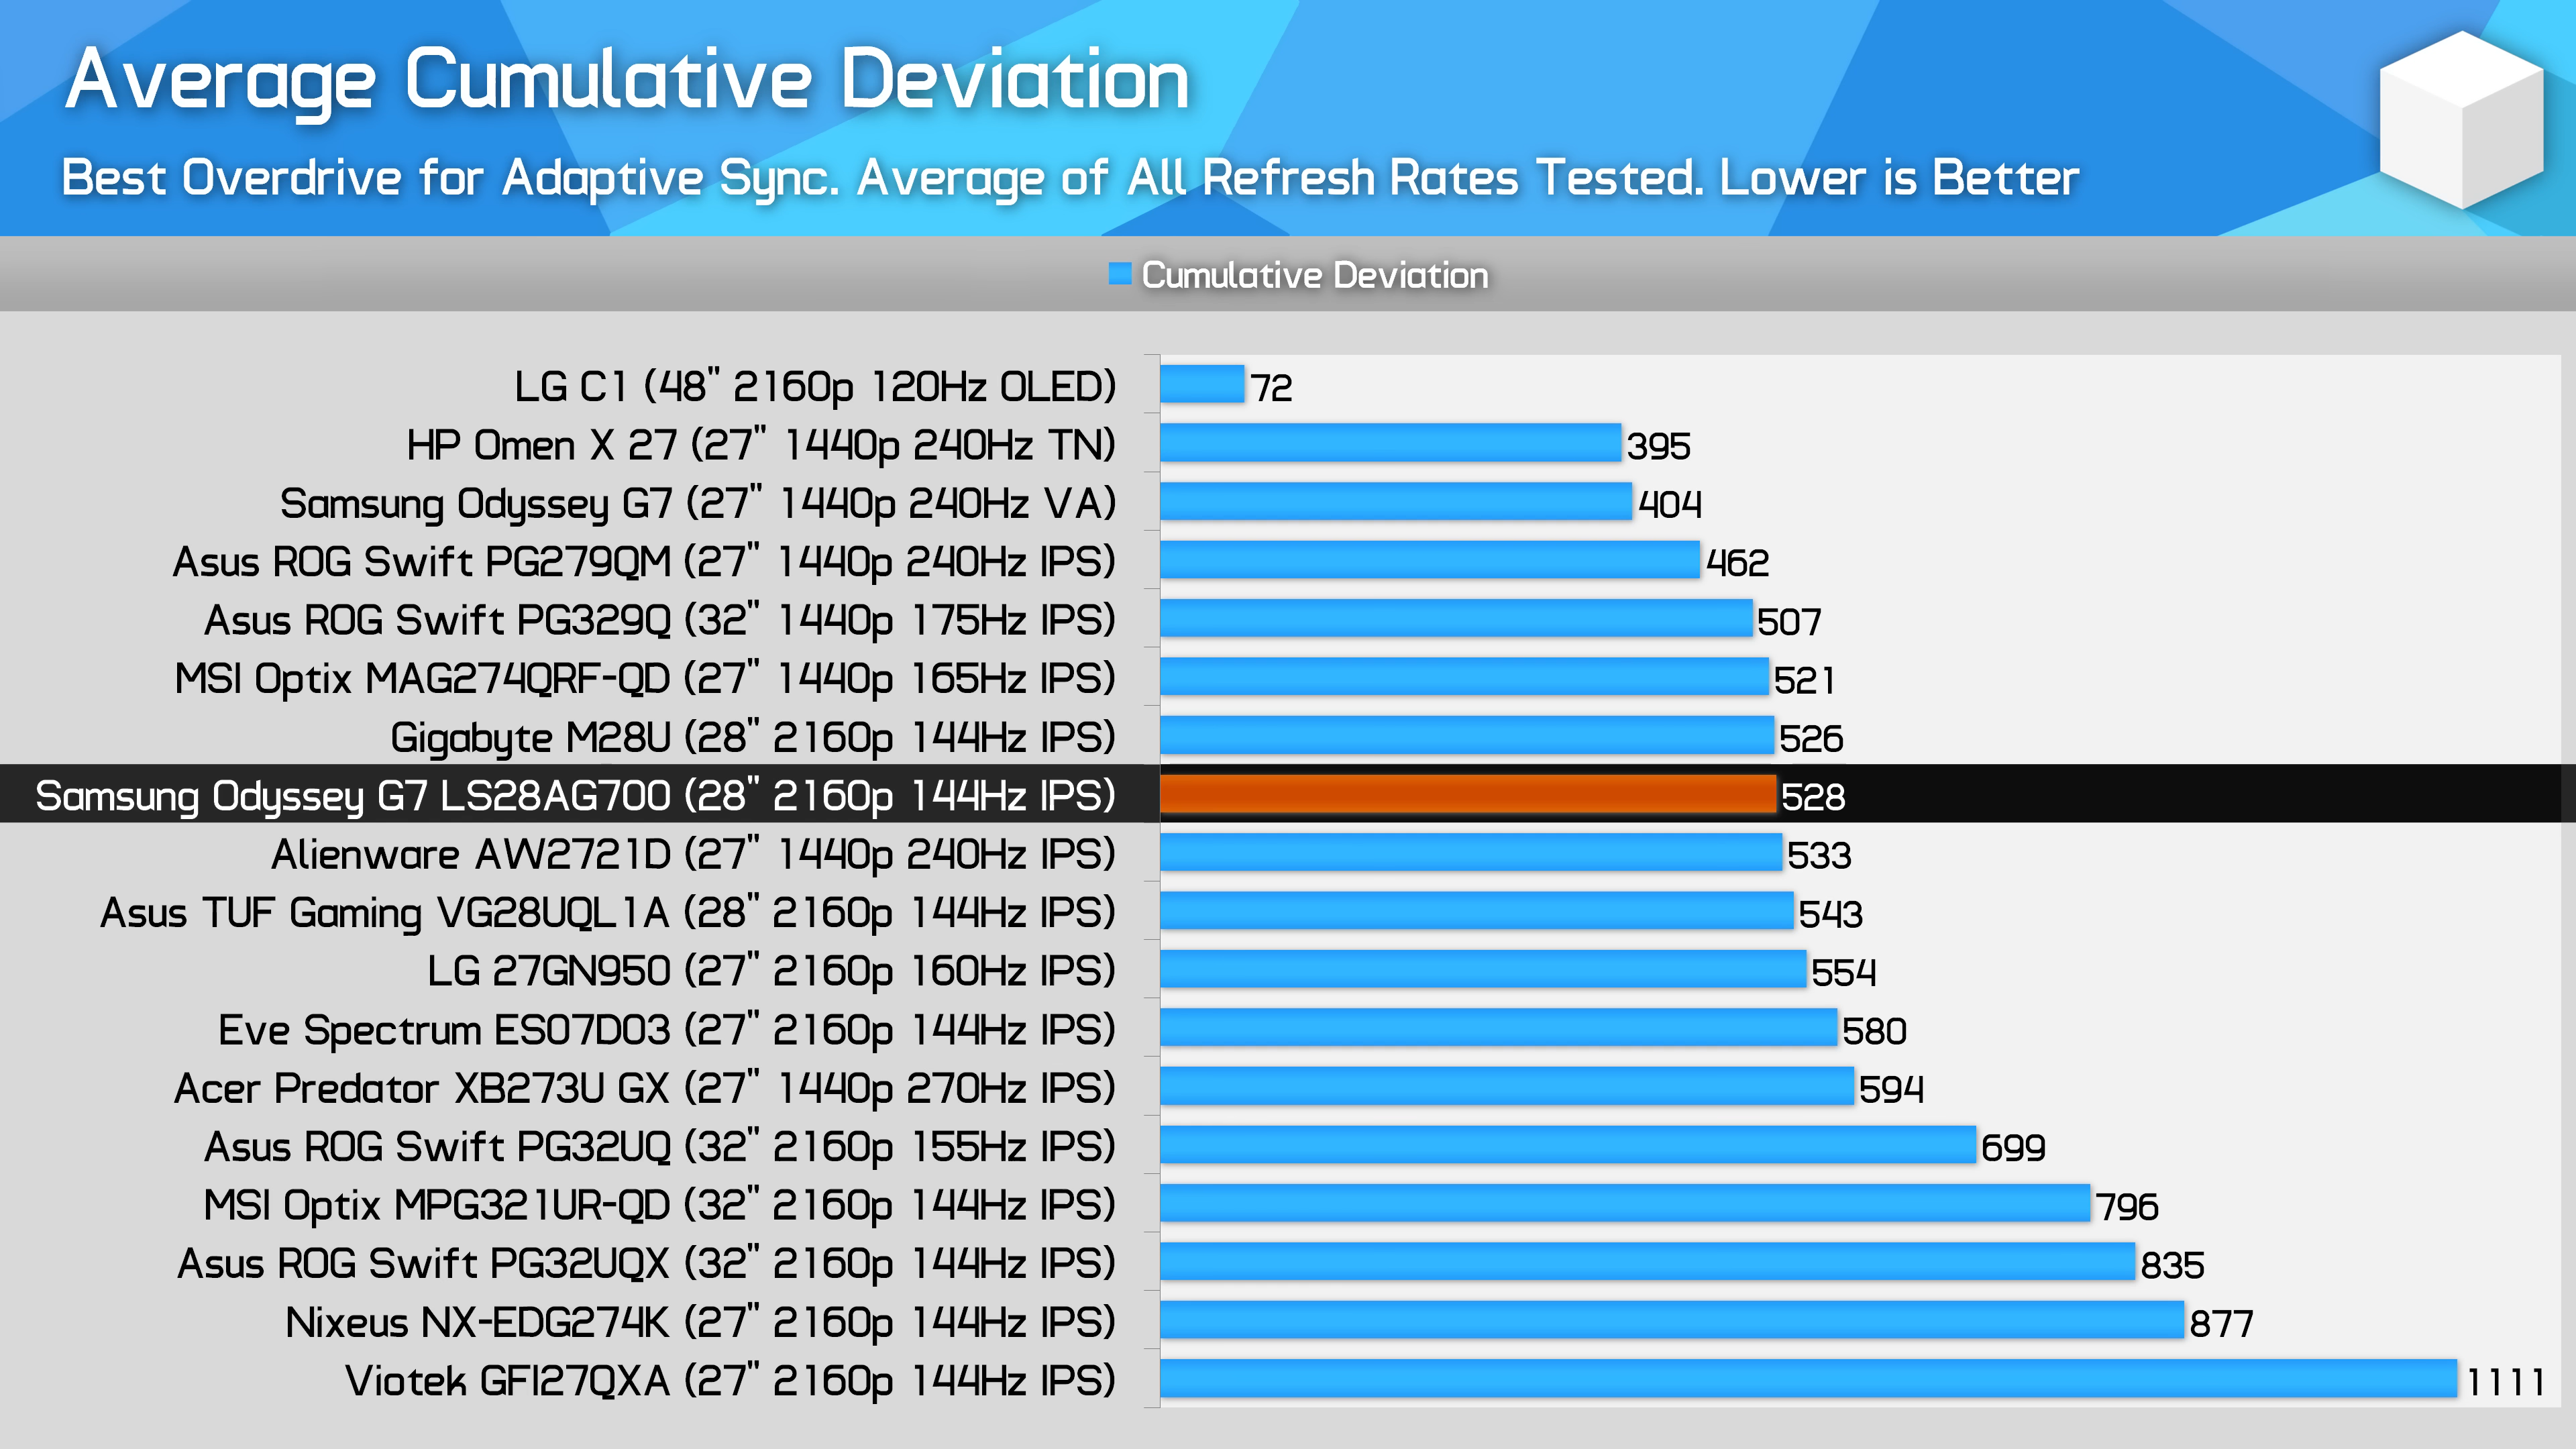 Average Cumulative Deviation
Best Overdrive for Adaptive Sync. Average of All Refresh Rates Tested. Lower is Better
Cumulative Deviation
LG C1 (48" 2160p 120Hz OLED) 72
HP Omen X 27 (27" 1440p 240Hz TN) 395
Samsung Odyssey G7 (27" 1440p 240Hz VA) 404
Asus ROG Swift PG279QM (27" 1440p 240Hz IPS) 462
Asus ROG Swift PG329Q (32" 1440p 175Hz IPS) 507
MSI Optix MAG274QRF-QD (27" 1440p 165Hz IPS) 521
Gigabyte M28U (28" 2160p 144Hz IPS) 526
Samsung Odyssey G7 LS28AG700 (28" 2160p 144Hz IPS) 528
Alienware AW2721D (27" 1440p 240Hz IPS) 533
Asus TUF Gaming VG28UQL1A (28" 2160p 144Hz IPS) 543
LG 27GN950 (27" 2160p 160Hz IPS) 554
Eve Spectrum ES07D03 (27" 2160p 144Hz IPS) 580
Acer Predator XB273U GX (27" 1440p 270Hz IPS) 594
Asus ROG Swift PG32UQ (32" 2160p 155Hz IPS) 699
MSI Optix MPG321UR-QD (32" 2160p 144Hz IPS) 796
Asus ROG Swift PG32UQX (32" 2160p 144Hz IPS) 835
Nixeus NX-EDG274K (27" 2160p 144Hz IPS) 877
Viotek GFI27QXA (27" 2160p 144Hz IPS) 1111